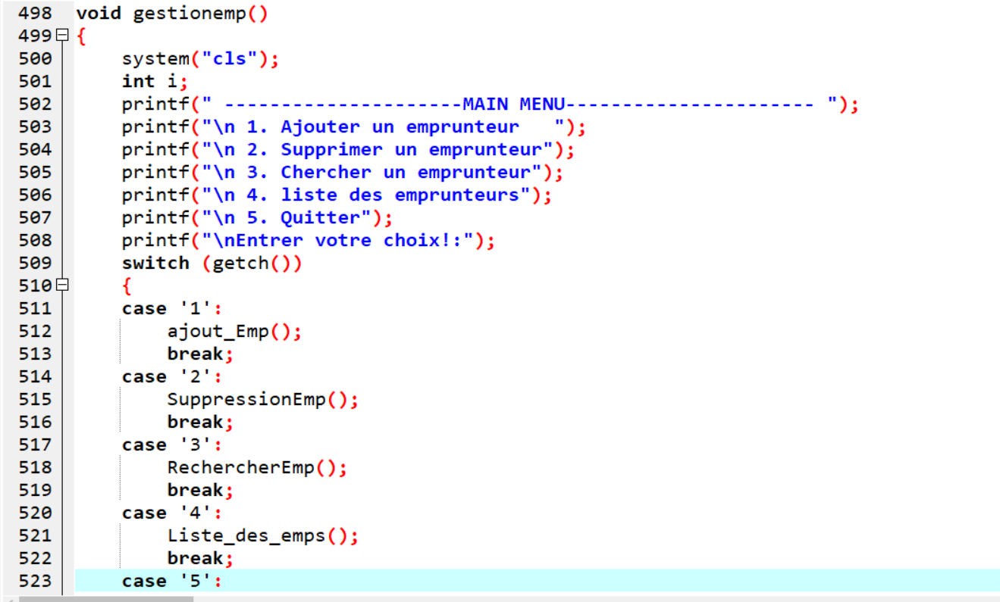 498 void gestionemp()
499 {
500 system("cls");
501 int i;
502 printf(" ---------------------MAIN MENU---------------------- ");
503 printf("\n 1. Ajouter un emprunteur   ");
504 printf("\n 2. Supprimer un emprunteur");
505 printf("\n 3. Chercher un emprunteur");
506 printf("\n 4. liste des emprunteurs");
507 printf("\n 5. Quitter");
508 printf("\nEntrer votre choix!:");
509 switch (getch())
510 {
511 case '1':
512 ajout_Emp();
513 break;
514 case '2':
515 SuppressionEmp();
516 break;
517 case '3':
518 RechercherEmp();
519 break;
520 case '4':
521 Liste_des_emps();
522 break;
523 case '5':